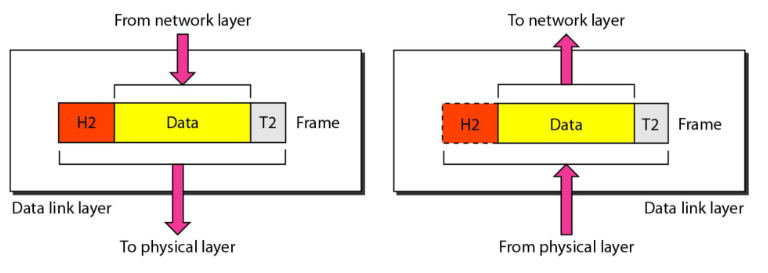 From network layer
H2
Data
T2
Frame
Data link layer
To physical layer
To network layer
H2
Data
T2
Frame
Data link layer
From physical layer